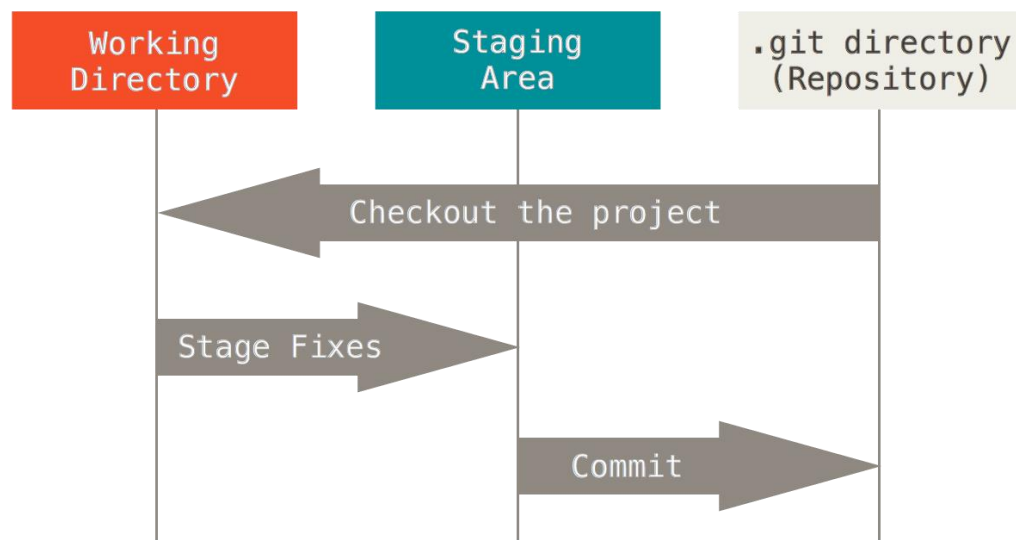 Working
Directory
Staging
Area
.git directory
(Repository)
Checkout the project
Stage Fixes
Commit